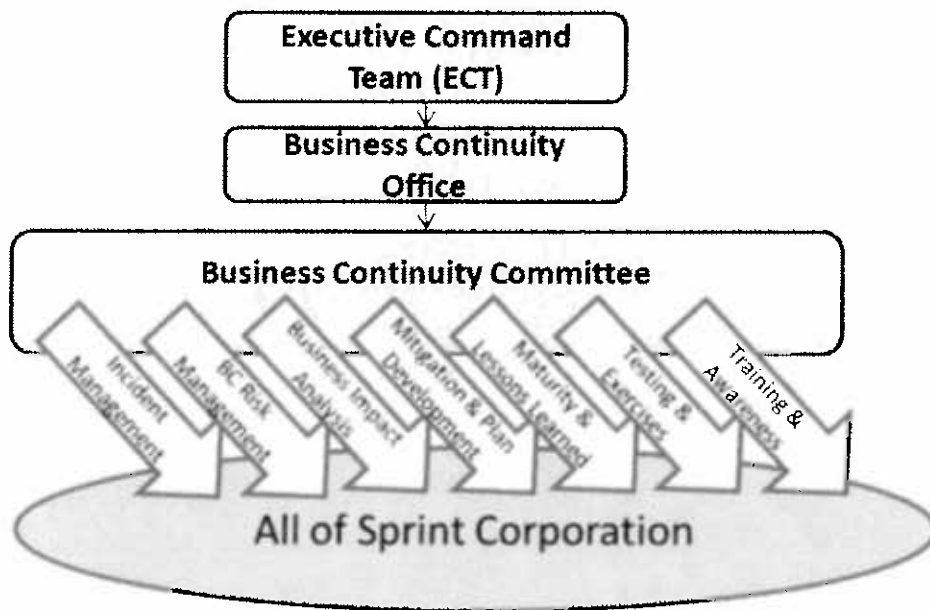 Executive Command
Team (ECT)
Business Continuity
Office
Business Continuity Committee
Incident
Management
BC Risk
Management
Business Impact
Analysis
Mitigation & Plan
Development
Maturity &
Lessons Learned
Testing &
Exercises
Training &
Awareness
All of Sprint Corporation